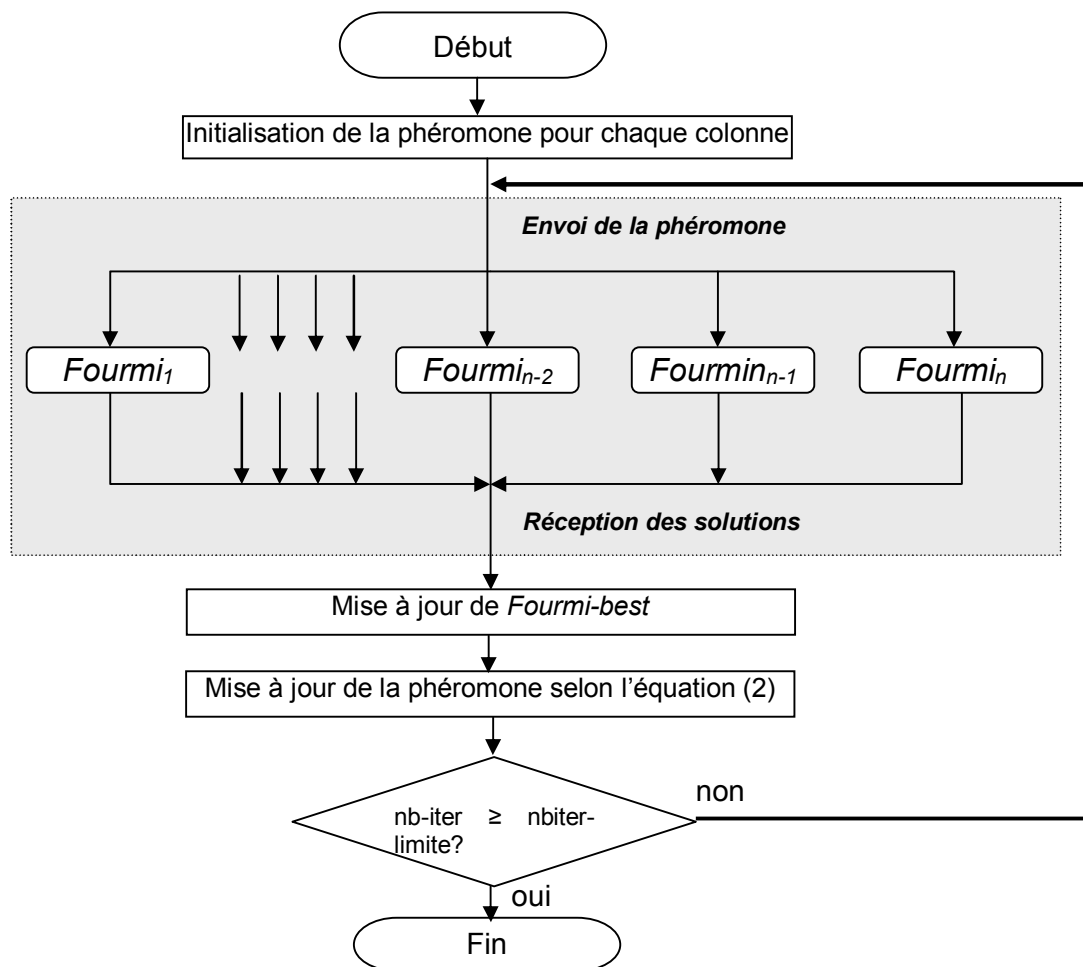 Début
Initialisation de la phéromone pour chaque colonne
Envoi de la phéromone
Fourmi1
Fourmin-2
Fourminn-1
Fourmin
Réception des solutions
Mise à jour de Fourmi-best
Mise à jour de la phéromone selon l'équation (2)
non
nb-iter ≥ nbiter-
limite?
oui
Fin